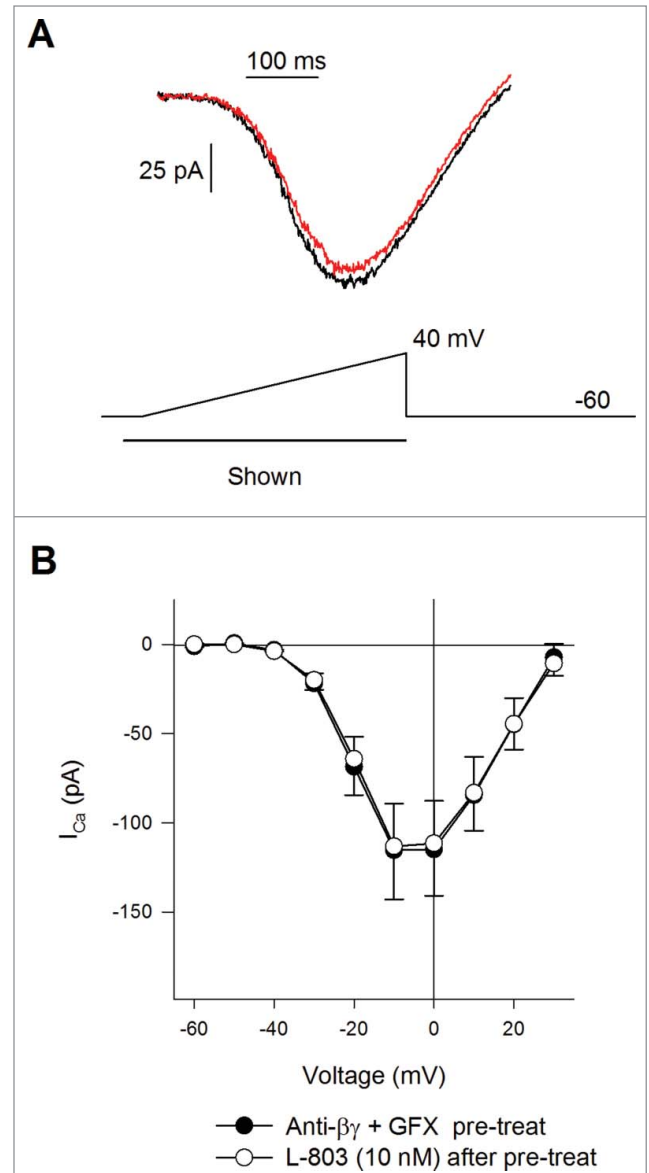 A
100 ms
25 pA
40 mV
-60
Shown
B
0
-50
-100
-150
I_Ca (pA)
-60 -40 -20 0 20
Voltage (mV)
Anti-βγ + GFX pre-treat
L-803 (10 nM) after pre-treat